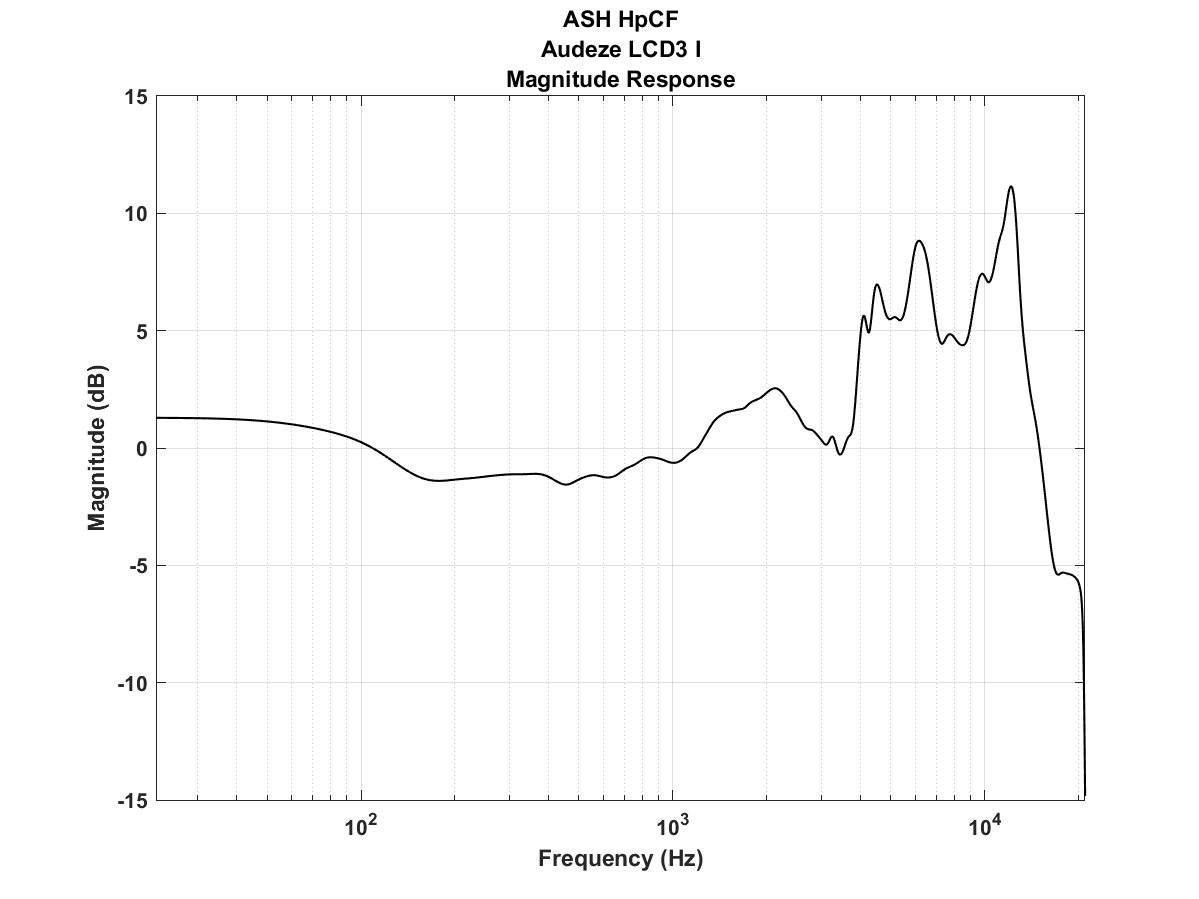 ASH HpCF
Audeze LCD3 I
Magnitude Response
15
10
5
0
-5
-10
-15
Magnitude (dB)
10²
10³
10⁴
Frequency (Hz)